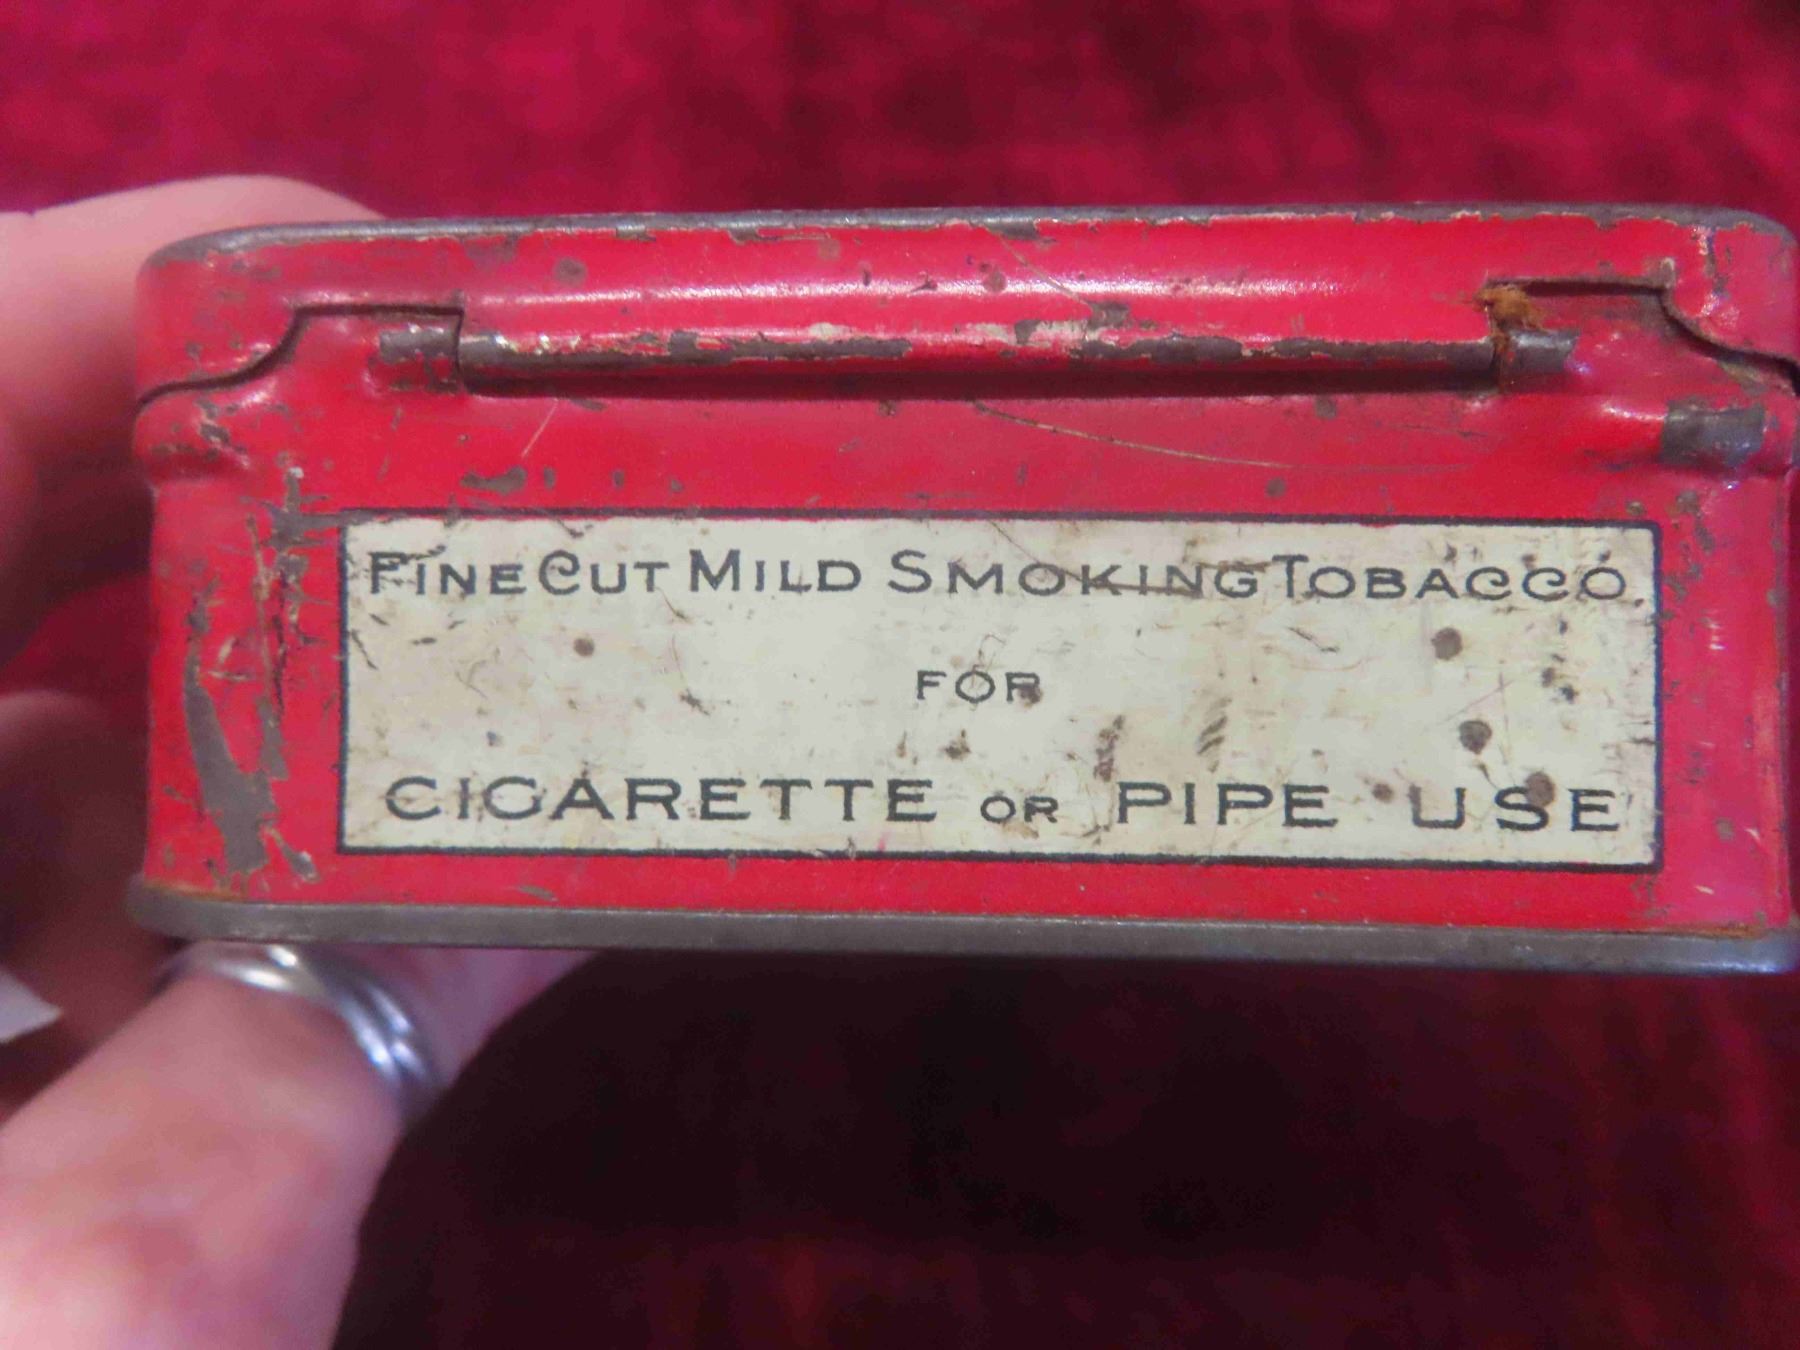 FINE CUT MILD SMOKING TOBACCO
FOR
CIGARETTE OR PIPE USE